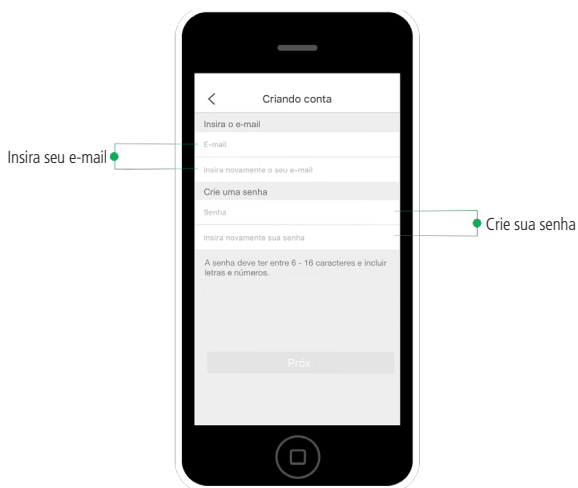 Criando conta
Insira o e-mail
E-mail
Insira novamente o seu e-mail
Crie uma senha
Senha
Insira novamente sua senha
A senha deve ter entre 6 - 16 caracteres e incluir
letras e números.
Próx
Insira seu e-mail
Crie sua senha